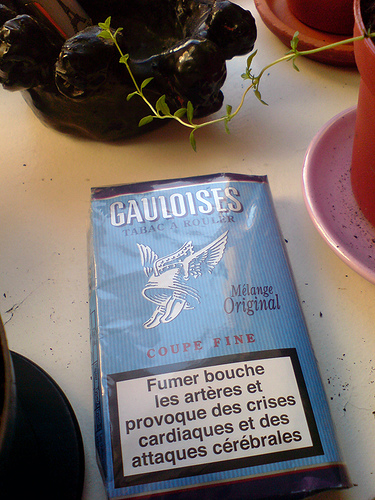 GAULOISES
TABAC A ROULER
Mélange
Original
COUPE FINE
Fumer bouche
les artères et
provoque des crises
cardiaques et des
attaques cérébrales